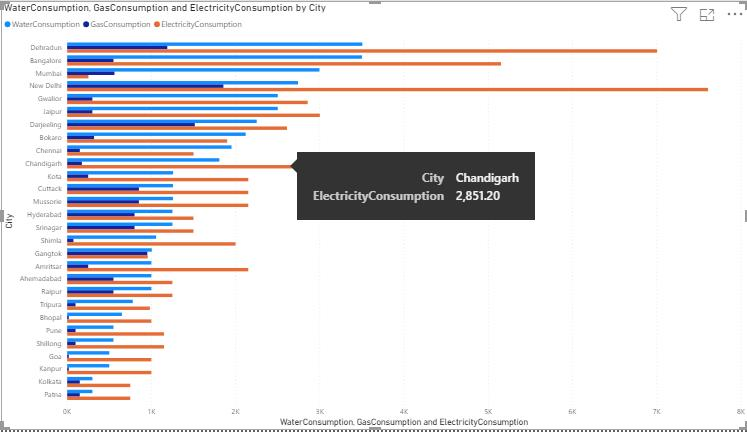 WaterConsumption, GasConsumption and ElectricityConsumption by City
WaterConsumption GasConsumption ElectricityConsumption
Dehradun
Bangalore
Mumbai
New Delhi
Gwalior
Jaipur
Darjeeling
Bokaro
Chennai
Chandigarh
Kota
Cuttack
Mussorie
Hyderabad
Srinagar
Shimla
Gangtok
Amritsar
Ahemadabad
Raipur
Tripura
Bhopal
Pune
Shillong
Goa
Kanpur
Kolkata
Patna
City
City Chandigarh
ElectricityConsumption 2,851.20
0K 1K 2K 3K 4K 5K 6K 7K 8K
WaterConsumption, GasConsumption and ElectricityConsumption